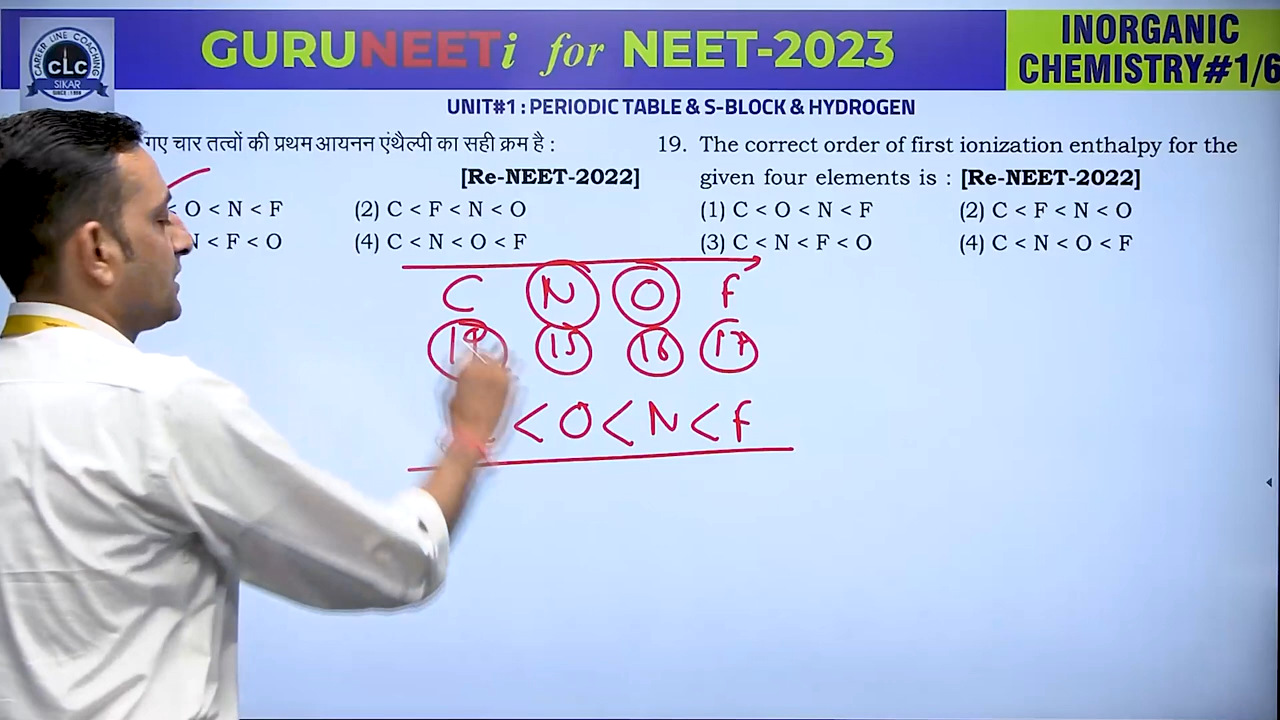 CAREER LINE COACHING
CLC
SIKAR
SINCE : 1996
GURUNEETi for NEET-2023
INORGANIC
CHEMISTRY#1/6
UNIT#1 : PERIODIC TABLE & S-BLOCK & HYDROGEN
गए चार तत्वों की प्रथम आयनन एंथैल्पी का सही क्रम है :
[Re-NEET-2022]
< O < N < F
(2) C < F < N < O
N < F < O
(4) C < N < O < F
19. The correct order of first ionization enthalpy for the
given four elements is : [Re-NEET-2022]
(1) C < O < N < F
(2) C < F < N < O
(3) C < N < F < O
(4) C < N < O < F
C N O F
14 15 16 17
< O < N < F